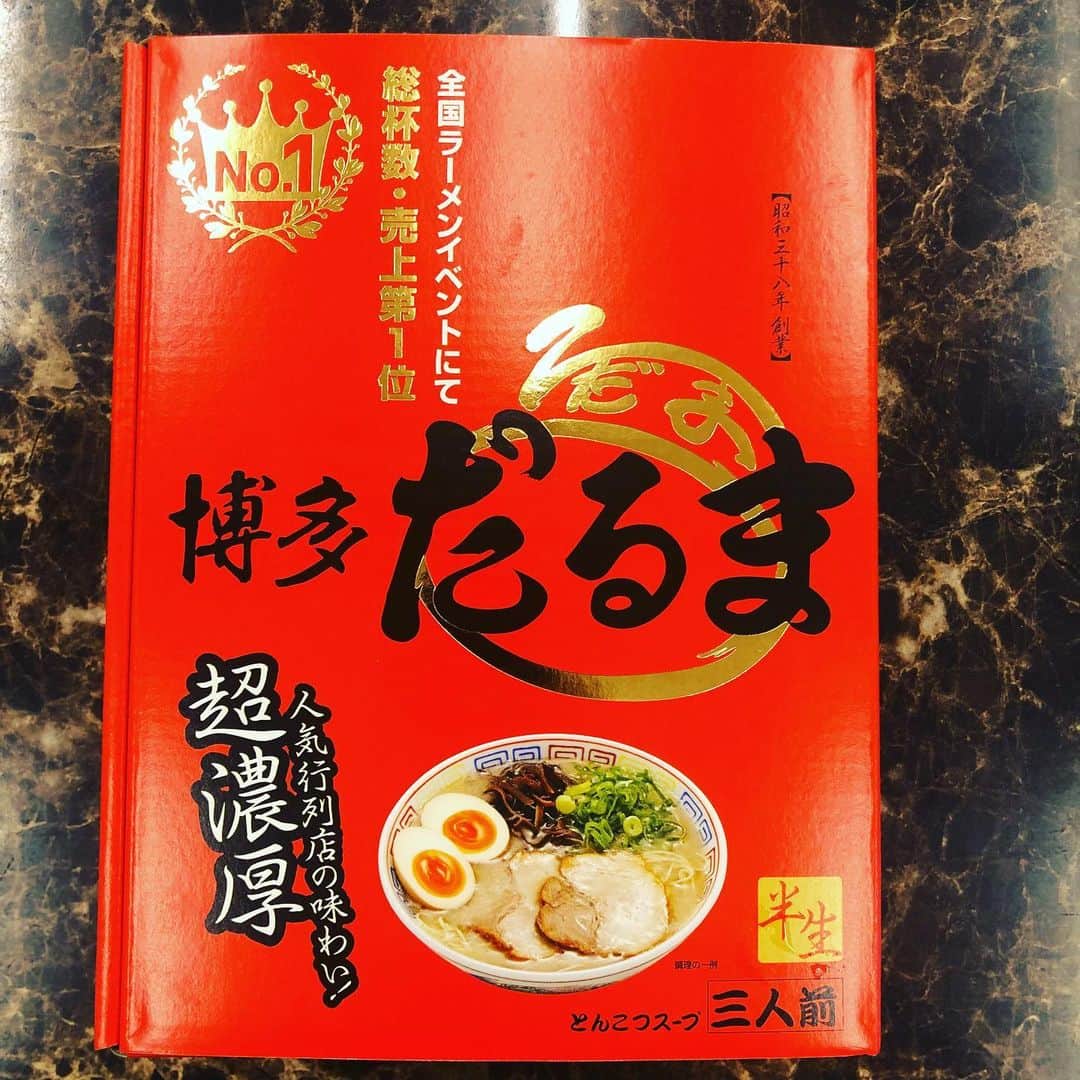 【昭和三十八年 創業】
全国ラーメンイベントにて
総杯数・売上第1位
No.1
博多
だるま
人気行列店の味わい!
超濃厚
半生
調理の一例
とんこつスープ
三人前